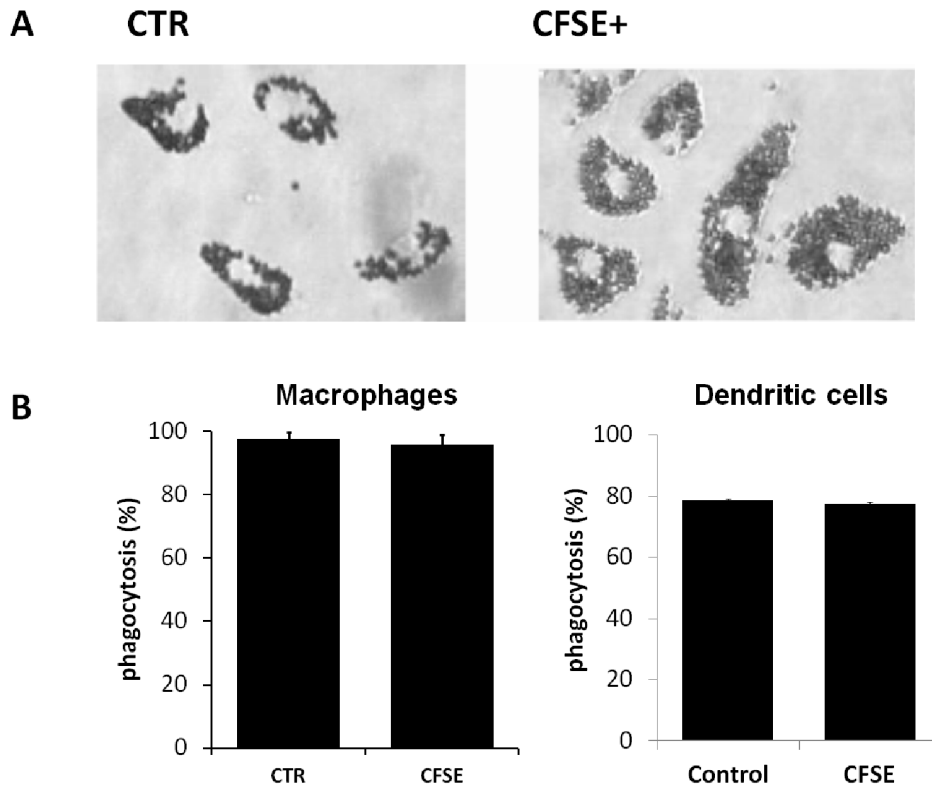 A CTR CFSE+
B
Macrophages
phagocytosis (%)
100
80
60
40
20
0
CTR CFSE
Dendritic cells
phagocytosis (%)
100
80
60
40
20
0
Control CFSE